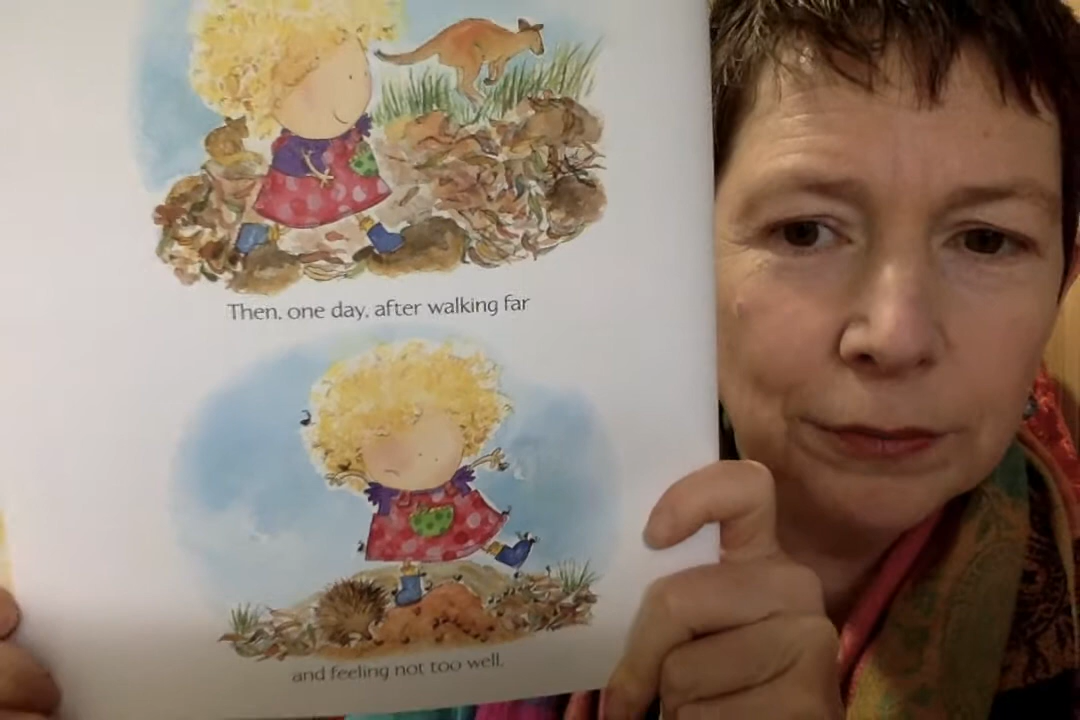 Then, one day, after walking far
and feeling not too well,